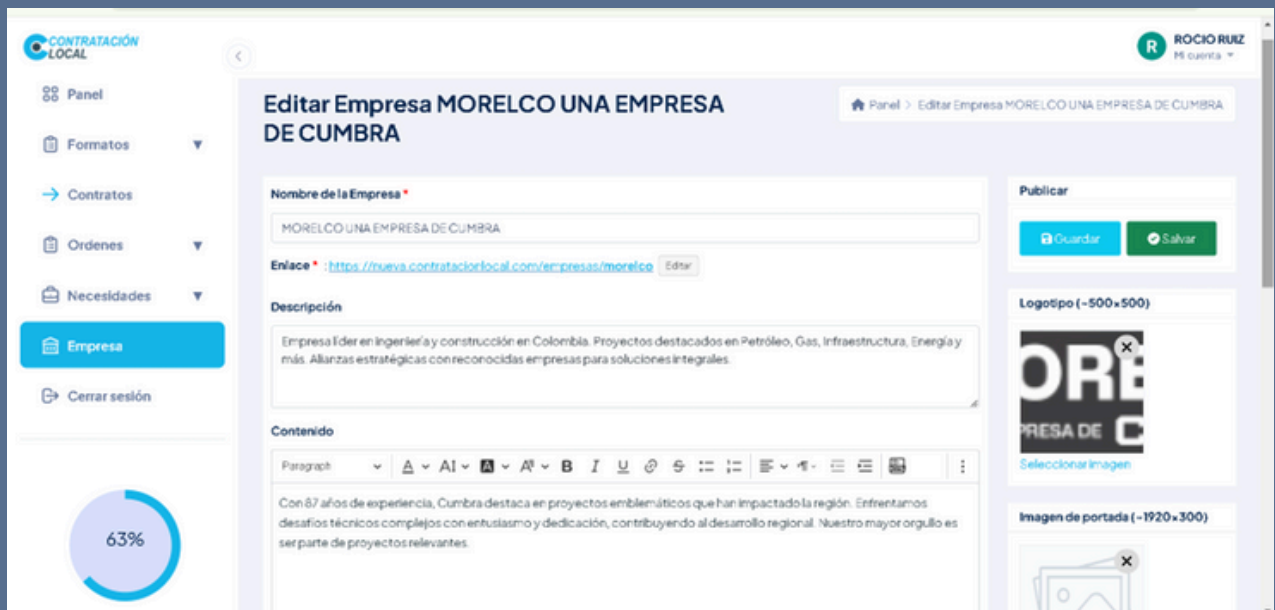 CONTRATACIÓN
LOCAL
R
ROCIO RUIZ
Mi cuenta
Panel
Formatos
Contratos
Ordenes
Necesidades
Empresa
Cerrar sesión
63%
Editar Empresa MORELCO UNA EMPRESA
DE CUMBRA
Panel > Editar Empresa MORELCO UNA EMPRESA DE CUMBRA
Nombre de la Empresa *
MORELCO UNA EMPRESA DE CUMBRA
Enlace * : https://nueva.contratacionlocal.com/empresas/morelco Editar
Descripción
Empresa líder en ingeniería y construcción en Colombia. Proyectos destacados en Petróleo, Gas, Infraestructura, Energía y
más. Alianzas estratégicas con reconocidas empresas para soluciones integrales.
Contenido
Paragraph
Con 87 años de experiencia, Cumbra destaca en proyectos emblemáticos que han impactado la región. Enfrentamos
desafíos técnicos complejos con entusiasmo y dedicación, contribuyendo al desarrollo regional. Nuestro mayor orgullo es
ser parte de proyectos relevantes.
Publicar
Guardar Salvar
Logotipo (~500x500)
ORE
PRESA DE C
Seleccionar imagen
Imagen de portada (~1920x300)